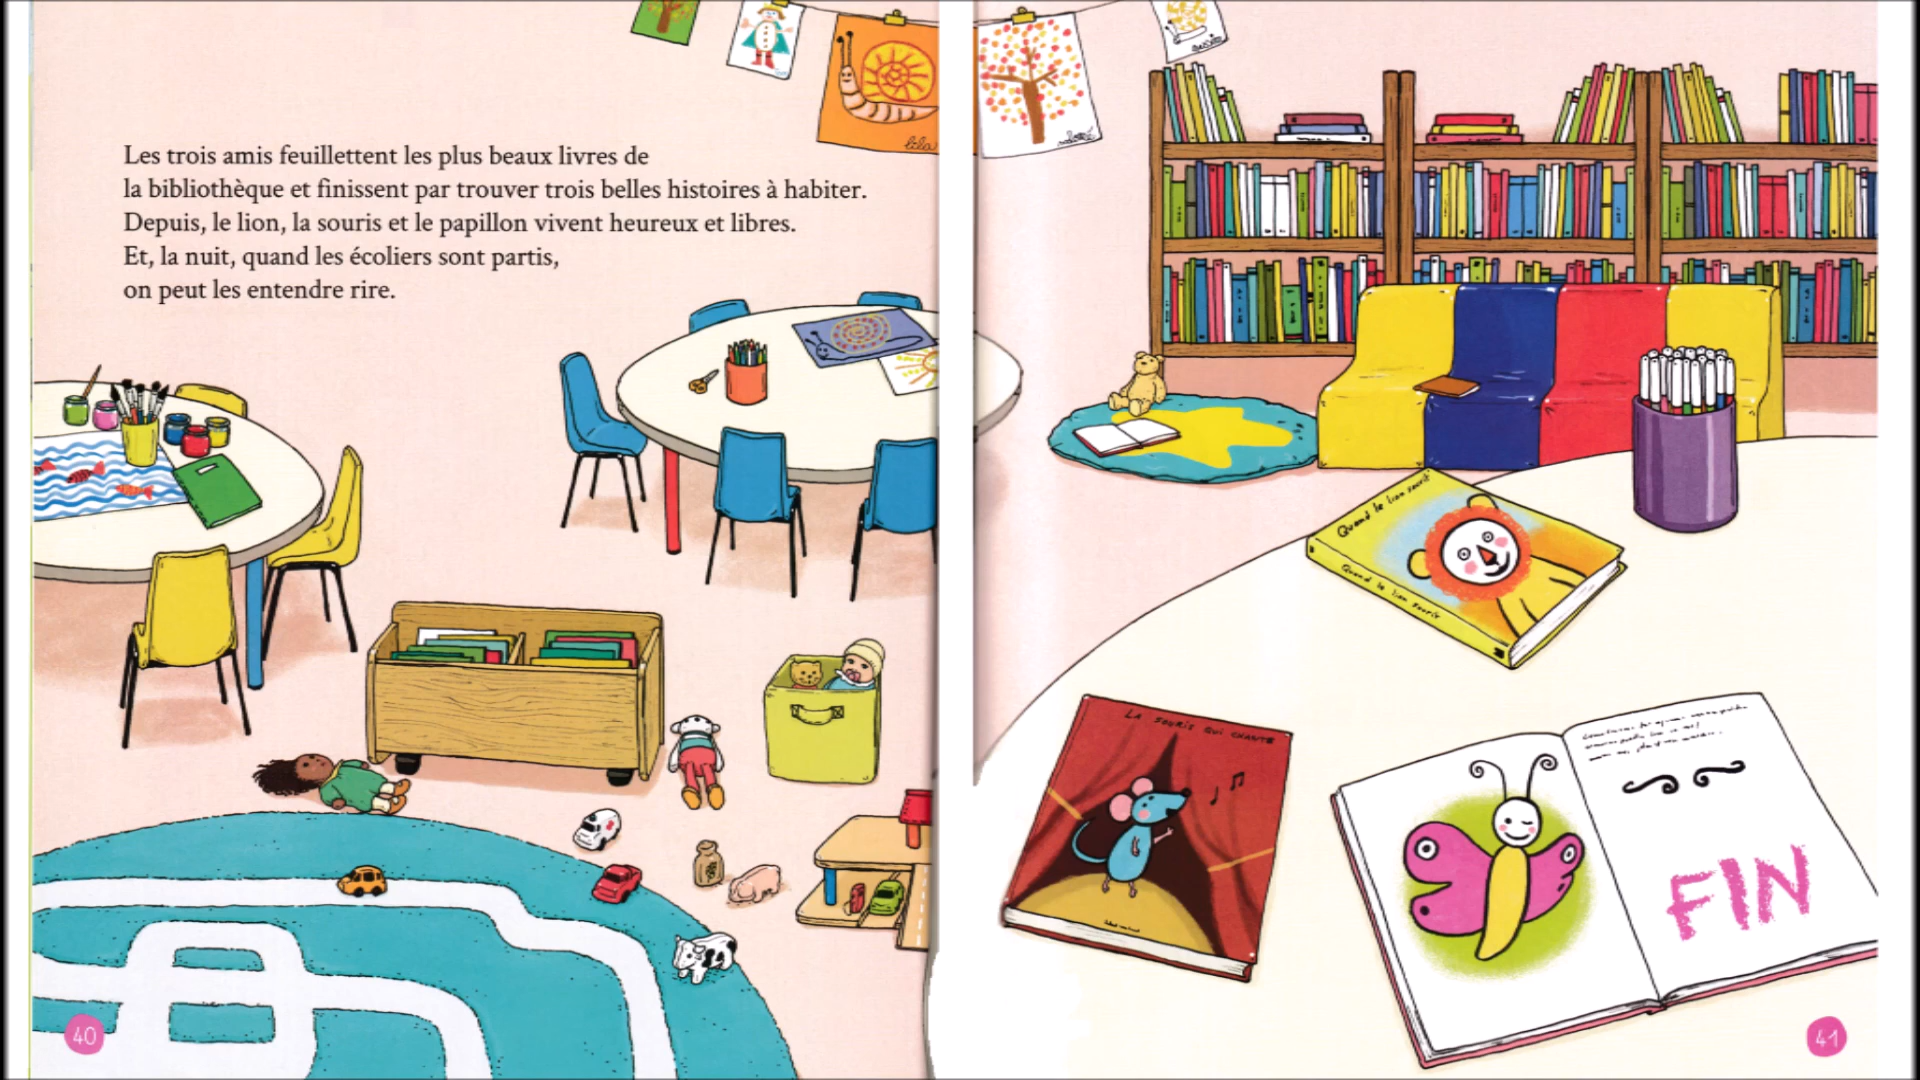 Les trois amis feuillettent les plus beaux livres de
la bibliothèque et finissent par trouver trois belles histoires à habiter.
Depuis, le lion, la souris et le papillon vivent heureux et libres.
Et, la nuit, quand les écoliers sont partis,
on peut les entendre rire.
lila
Quand le lion sourit
Quand le lion sourit
LA SOURIS QUI CHANTE
FIN
40
41